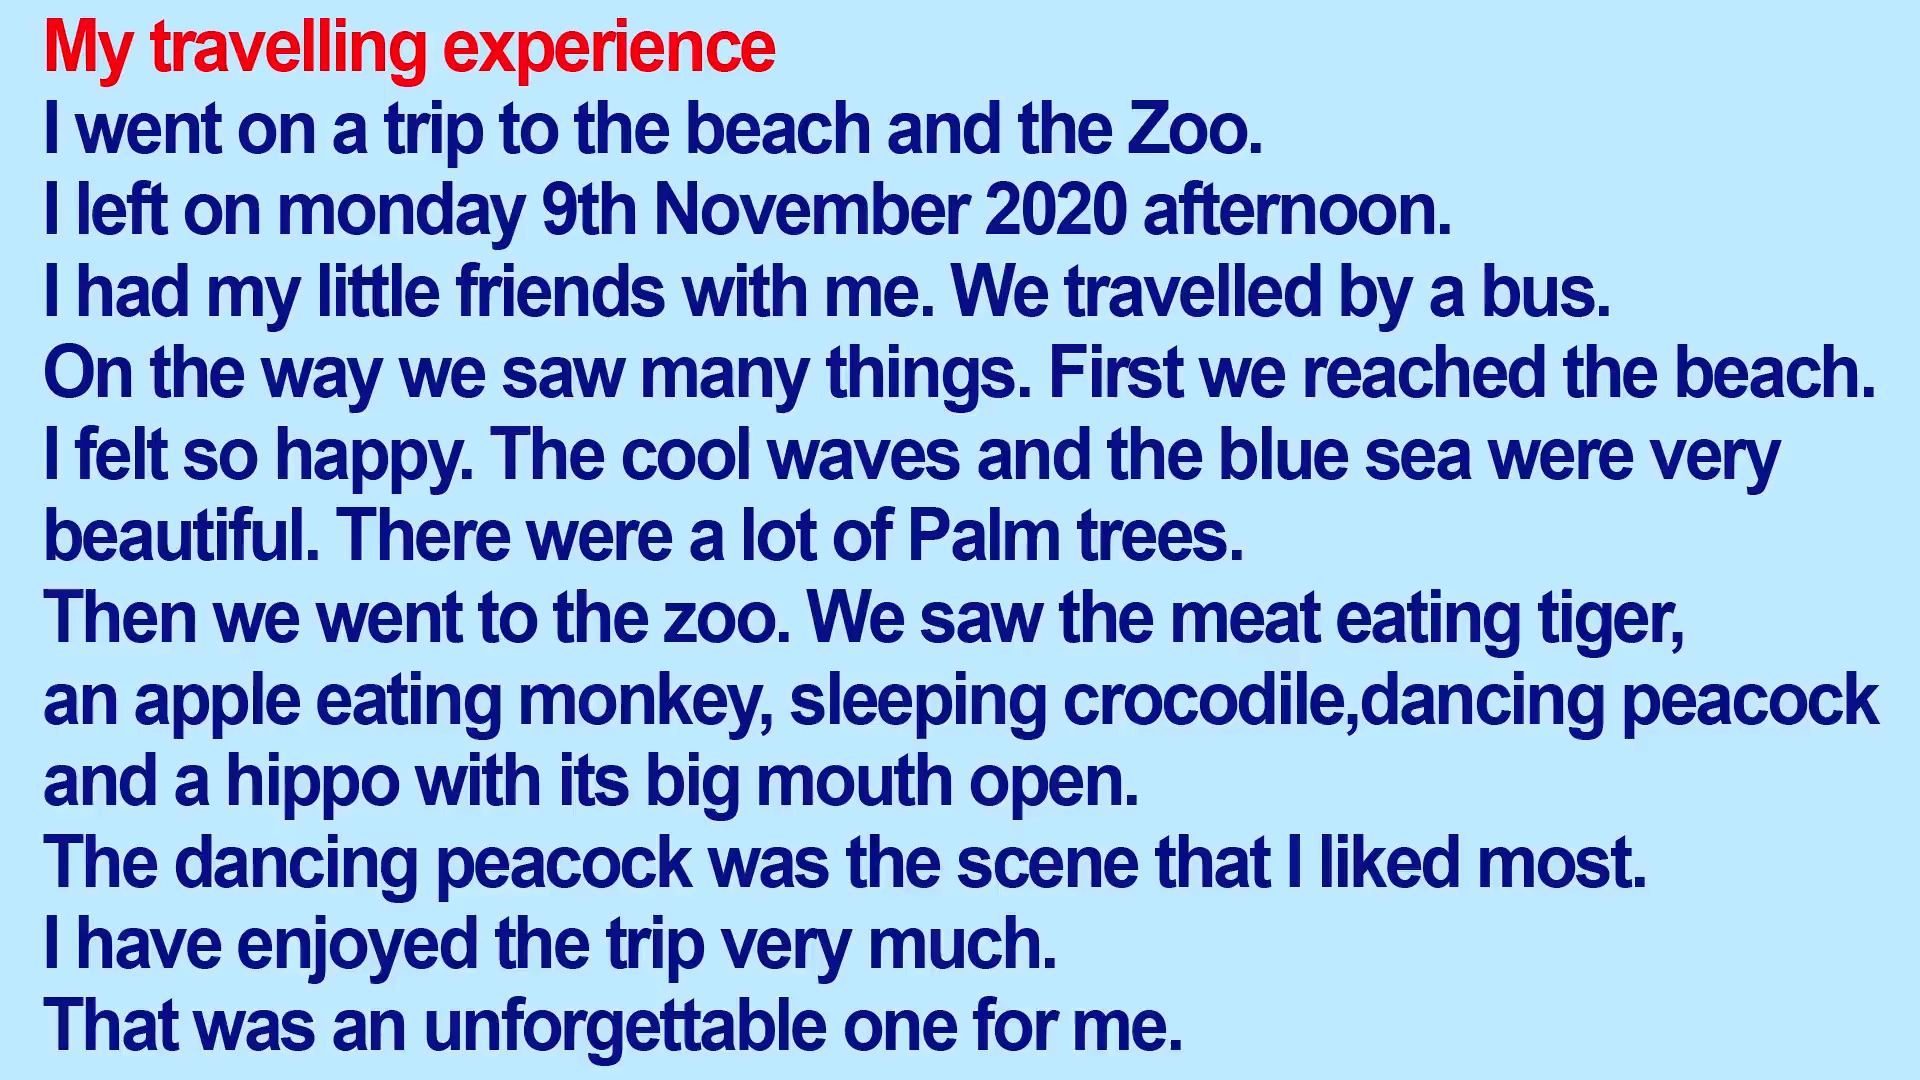 My travelling experience
I went on a trip to the beach and the Zoo.
I left on monday 9th November 2020 afternoon.
I had my little friends with me. We travelled by a bus.
On the way we saw many things. First we reached the beach.
I felt so happy. The cool waves and the blue sea were very
beautiful. There were a lot of Palm trees.
Then we went to the zoo. We saw the meat eating tiger,
an apple eating monkey, sleeping crocodile,dancing peacock
and a hippo with its big mouth open.
The dancing peacock was the scene that I liked most.
I have enjoyed the trip very much.
That was an unforgettable one for me.